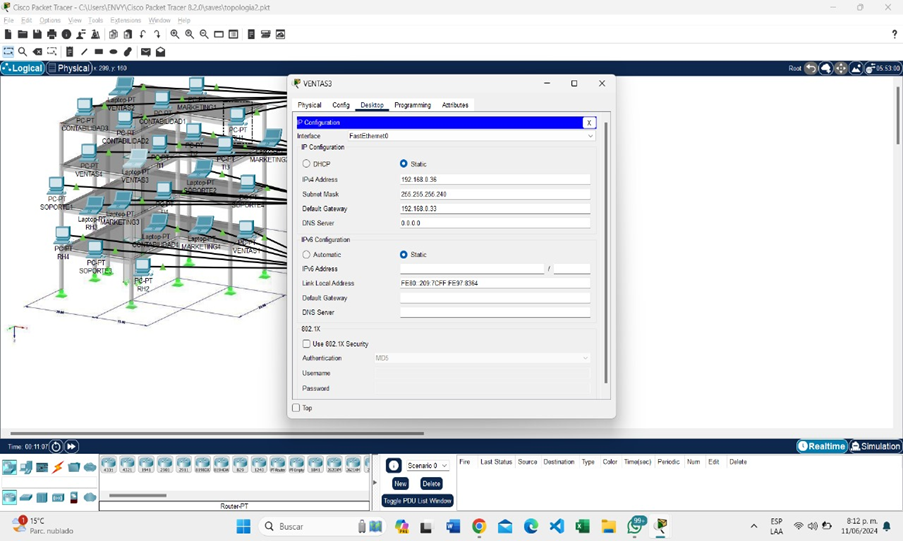 Cisco Packet Tracer - C:\Users\ENVY\Cisco Packet Tracer 8.2.0\saves\topologia2.pkt
File Edit Options View Tools Extensions Window Help
Logical Physical x: 299, y: 160
Root 05:53:00
Laptop-PT
VENTAS2
PC-PT
MARKETING1
PC-PT
CONTABILIDAD3
PC-PT
CONTABILIDAD2
PC-PT
CONTABILIDAD1
PC-PT
RH1
Laptop-PT
MARKETING2
PC-PT
VENTAS4
Laptop-PT
VENTAS3
PC-PT
TI1
PC-PT
TI3
Laptop-PT
PC-PT
SOPORTE1
Laptop-PT
RH3
Laptop-PT
MARKETING3
PC-PT
PC-PT
RH4
PC-PT
SOPORTE3
Laptop-PT
Laptop-PT
MARKETING4
PC-PT
VENTAS1
PC-PT
RH2
VENTAS3
Physical Config Desktop Programming Attributes
IP Configuration X
Interface FastEthernet0
IP Configuration
DHCP Static
IPv4 Address 192.168.0.36
Subnet Mask 255.255.255.240
Default Gateway 192.168.0.33
DNS Server 0.0.0.0
IPv6 Configuration
Automatic Static
IPv6 Address /
Link Local Address FE80::209:7CFF:FE97:8364
Default Gateway
DNS Server
802.1X
Use 802.1X Security
Authentication MD5
Username
Password
Top
Time: 00:11:07 Realtime Simulation
4331 4321 1941 2901 2911 819HGW 829 1240 PT-Router PT-Empty 1841 2620XM 2621XM
Router-PT
Scenario 0
New Delete
Toggle PDU List Window
Fire Last Status Source Destination Type Color Time(sec) Periodic Num Edit Delete
1 15°C
Parc. nublado
Buscar
99+
ESP
LAA
8:12 p. m.
11/06/2024